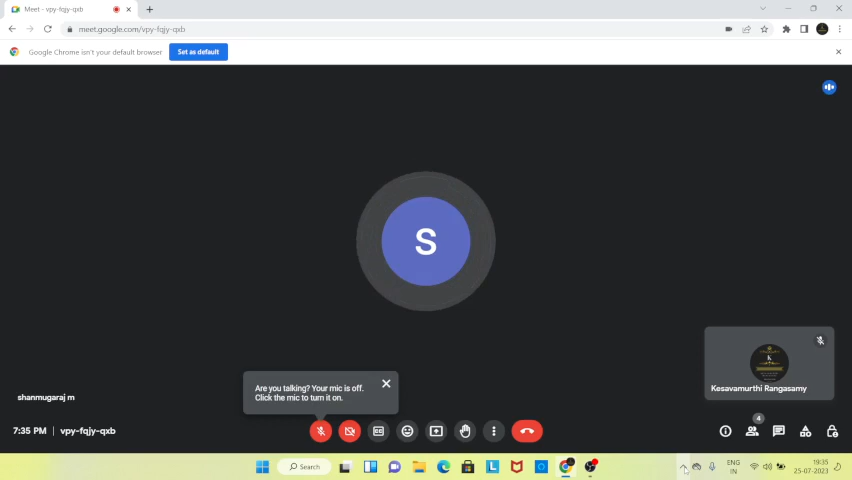 Meet - vpy-fqjy-qxb
meet.google.com/vpy-fqjy-qxb
Google Chrome isn't your default browser
Set as default
S
K
Kesavamurthi Rangasamy
Are you talking? Your mic is off.
Click the mic to turn it on.
shanmugaraj m
7:35 PM | vpy-fqjy-qxb
CC
4
Search
L
ENG
IN
19:35
25-07-2023